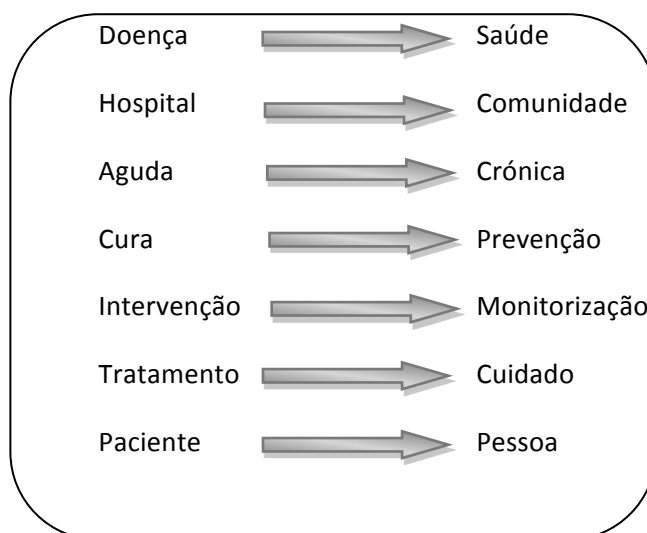 Doença Saúde
Hospital Comunidade
Aguda Crónica
Cura Prevenção
Intervenção Monitorização
Tratamento Cuidado
Paciente Pessoa